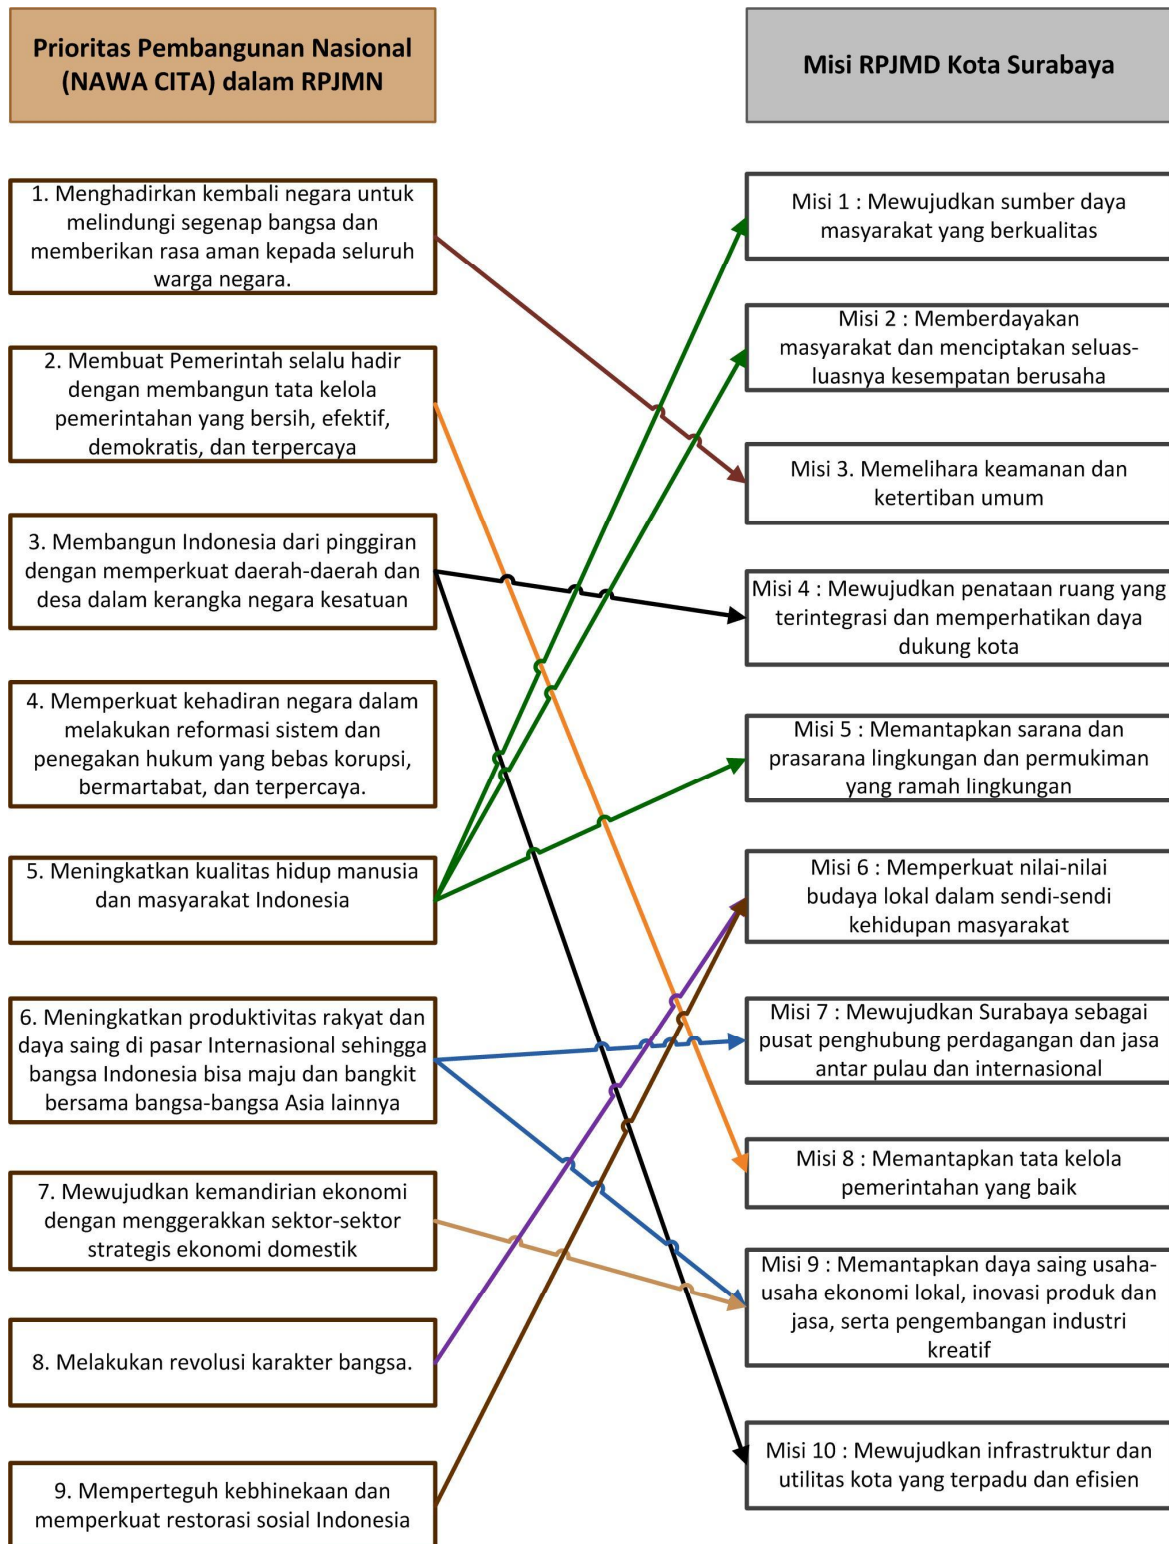 Prioritas Pembangunan Nasional
(NAWA CITA) dalam RPJMN
1. Menghadirkan kembali negara untuk
melindungi segenap bangsa dan
memberikan rasa aman kepada seluruh
warga negara.
2. Membuat Pemerintah selalu hadir
dengan membangun tata kelola
pemerintahan yang bersih, efektif,
demokratis, dan terpercaya
3. Membangun Indonesia dari pinggiran
dengan memperkuat daerah-daerah dan
desa dalam kerangka negara kesatuan
4. Memperkuat kehadiran negara dalam
melakukan reformasi sistem dan
penegakan hukum yang bebas korupsi,
bermartabat, dan terpercaya.
5. Meningkatkan kualitas hidup manusia
dan masyarakat Indonesia
6. Meningkatkan produktivitas rakyat dan
daya saing di pasar Internasional sehingga
bangsa Indonesia bisa maju dan bangkit
bersama bangsa-bangsa Asia lainnya
7. Mewujudkan kemandirian ekonomi
dengan menggerakkan sektor-sektor
strategis ekonomi domestik
8. Melakukan revolusi karakter bangsa.
9. Memperteguh kebhinekaan dan
memperkuat restorasi sosial Indonesia
Misi RPJMD Kota Surabaya
Misi 1 : Mewujudkan sumber daya
masyarakat yang berkualitas
Misi 2 : Memberdayakan
masyarakat dan menciptakan seluas-
luasnya kesempatan berusaha
Misi 3. Memelihara keamanan dan
ketertiban umum
Misi 4 : Mewujudkan penataan ruang yang
terintegrasi dan memperhatikan daya
dukung kota
Misi 5 : Memantapkan sarana dan
prasarana lingkungan dan permukiman
yang ramah lingkungan
Misi 6 : Memperkuat nilai-nilai
budaya lokal dalam sendi-sendi
kehidupan masyarakat
Misi 7 : Mewujudkan Surabaya sebagai
pusat penghubung perdagangan dan jasa
antar pulau dan internasional
Misi 8 : Memantapkan tata kelola
pemerintahan yang baik
Misi 9 : Memantapkan daya saing usaha-
usaha ekonomi lokal, inovasi produk dan
jasa, serta pengembangan industri
kreatif
Misi 10 : Mewujudkan infrastruktur dan
utilitas kota yang terpadu dan efisien